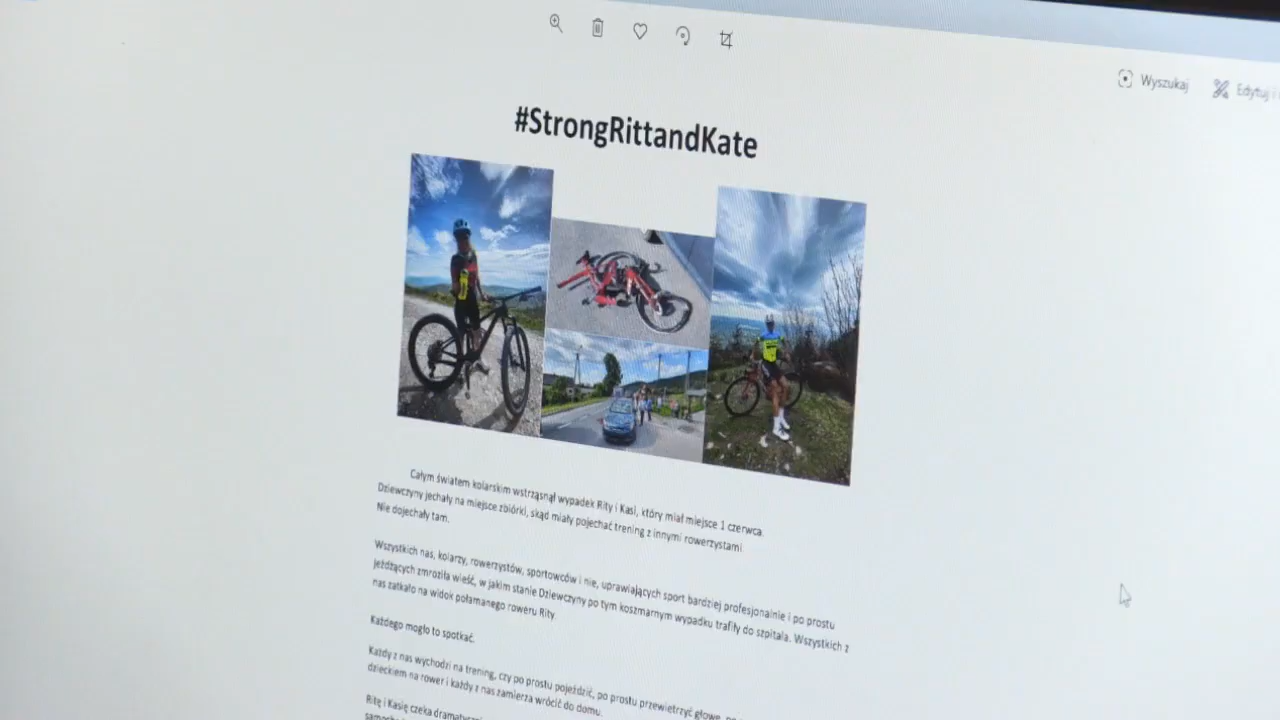 Wyszukaj
Edytuj i
#StrongRittandKate
Całym światem kolarskim wstrząsnął wypadek Rity i Kasi, który miał miejsce 1 czerwca.
Dziewczyny jechały na miejsce zbiórki, skąd miały pojechać trening z innymi rowerzystami.
Nie dojechały tam.
Wszystkich nas, kolarzy, rowerzystów, sportowców i nie, uprawiających sport bardziej profesjonalnie i po prostu
jeżdżących zmroziła wieść, w jakim stanie Dziewczyny po tym koszmarnym wypadku trafiły do szpitala. Wszystkich z
nas zatkało na widok połamanego roweru Rity
Każdego mogło to spotkać.
Każdy z nas wychodzi na trening, czy po prostu pojeździć, po prostu przewietrzyć głowę,
dzieckiem na rower i każdy z nas zamierza wrócić do domu.
Ritę i Kasię czeka